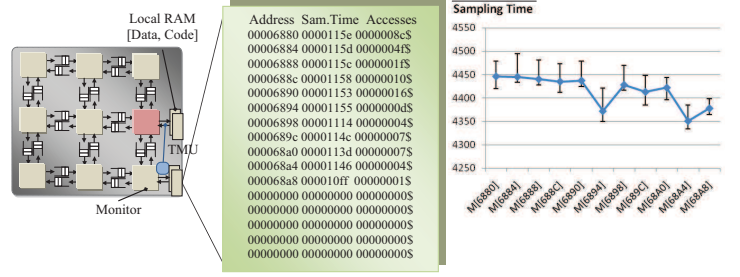 Local RAM
[Data, Code]
TMU
Monitor
Address Sam.Time Accesses
00006880 0000115e 0000008c$
00006884 0000115d 0000004f$
00006888 0000115c 0000001f$
0000688c 00001158 00000010$
00006890 00001153 00000016$
00006894 00001155 0000000d$
00006898 00001114 00000004$
0000689c 0000114c 00000007$
000068a0 0000113d 00000007$
000068a4 00001146 00000004$
000068a8 000010ff 00000001$
00000000 00000000 00000000$
00000000 00000000 00000000$
00000000 00000000 00000000$
00000000 00000000 00000000$
00000000 00000000 00000000$
Sampling Time
4550
4500
4450
4400
4350
4300
4250
M[6880]
M[6884]
M[6888]
M[688C]
M[6890]
M[6894]
M[6898]
M[689C]
M[68A0]
M[68A4]
M[68A8]